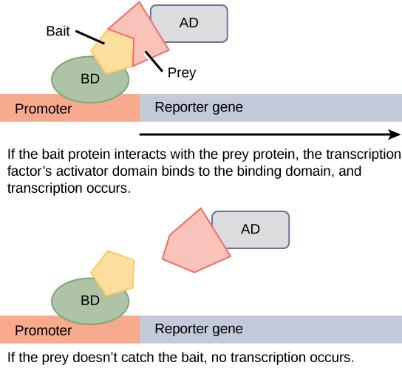 AD
Bait
Prey
BD
Promoter
Reporter gene
If the bait protein interacts with the prey protein, the transcription
factor's activator domain binds to the binding domain, and
transcription occurs.
AD
BD
Promoter
Reporter gene
If the prey doesn't catch the bait, no transcription occurs.